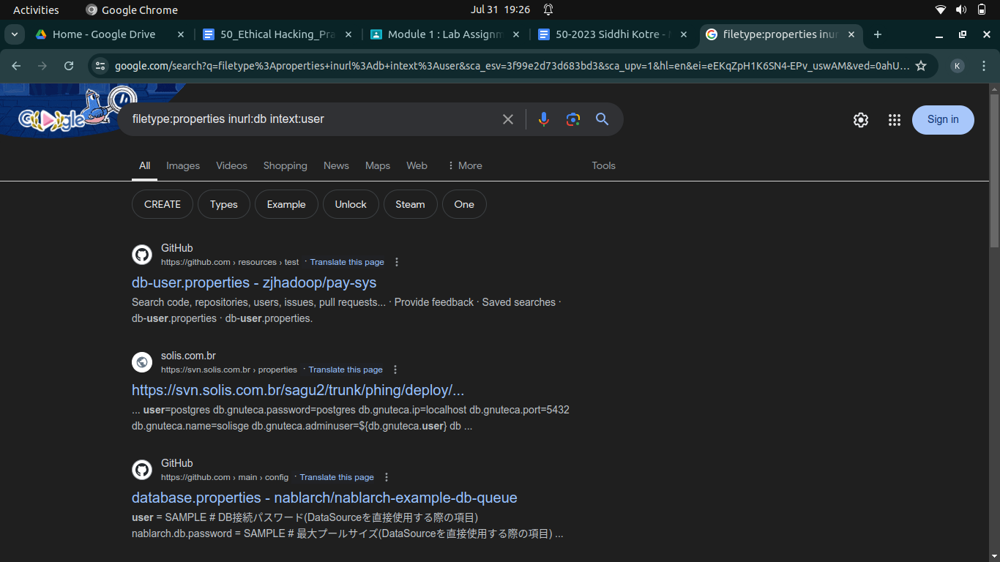 Activities Google Chrome Jul 31 19:26
Home - Google Drive 50_Ethical Hacking_Pra Module 1 : Lab Assignm 50-2023 Siddhi Kotre - filetype:properties inur
google.com/search?q=filetype%3Aproperties+inurl%3Adb+intext%3Auser&sca_esv=3f99e2d73d683bd3&sca_upv=1&hl=en&ei=eEKqZpH1K6SN4-EPv_uswAM&ved=0ahU... K
Google filetype:properties inurl:db intext:user Sign in
All Images Videos Shopping News Maps Web More Tools
CREATE Types Example Unlock Steam One
GitHub
https://github.com › resources › test · Translate this page
db-user.properties - zjhadoop/pay-sys
Search code, repositories, users, issues, pull requests... · Provide feedback · Saved searches ·
db-user.properties · db-user.properties.
solis.com.br
https://svn.solis.com.br › properties · Translate this page
https://svn.solis.com.br/sagu2/trunk/phing/deploy/...
... user=postgres db.gnuteca.password=postgres db.gnuteca.ip=localhost db.gnuteca.port=5432
db.gnuteca.name=solisge db.gnuteca.adminuser=${db.gnuteca.user} db ...
GitHub
https://github.com › main › config · Translate this page
database.properties - nablarch/nablarch-example-db-queue
user = SAMPLE # DB接続パスワード(DataSourceを直接使用する際の項目)
nablarch.db.password = SAMPLE # 最大プールサイズ(DataSourceを直接使用する際の項目) ...